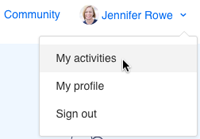 Community Jennifer Rowe
My activities
My profile
Sign out